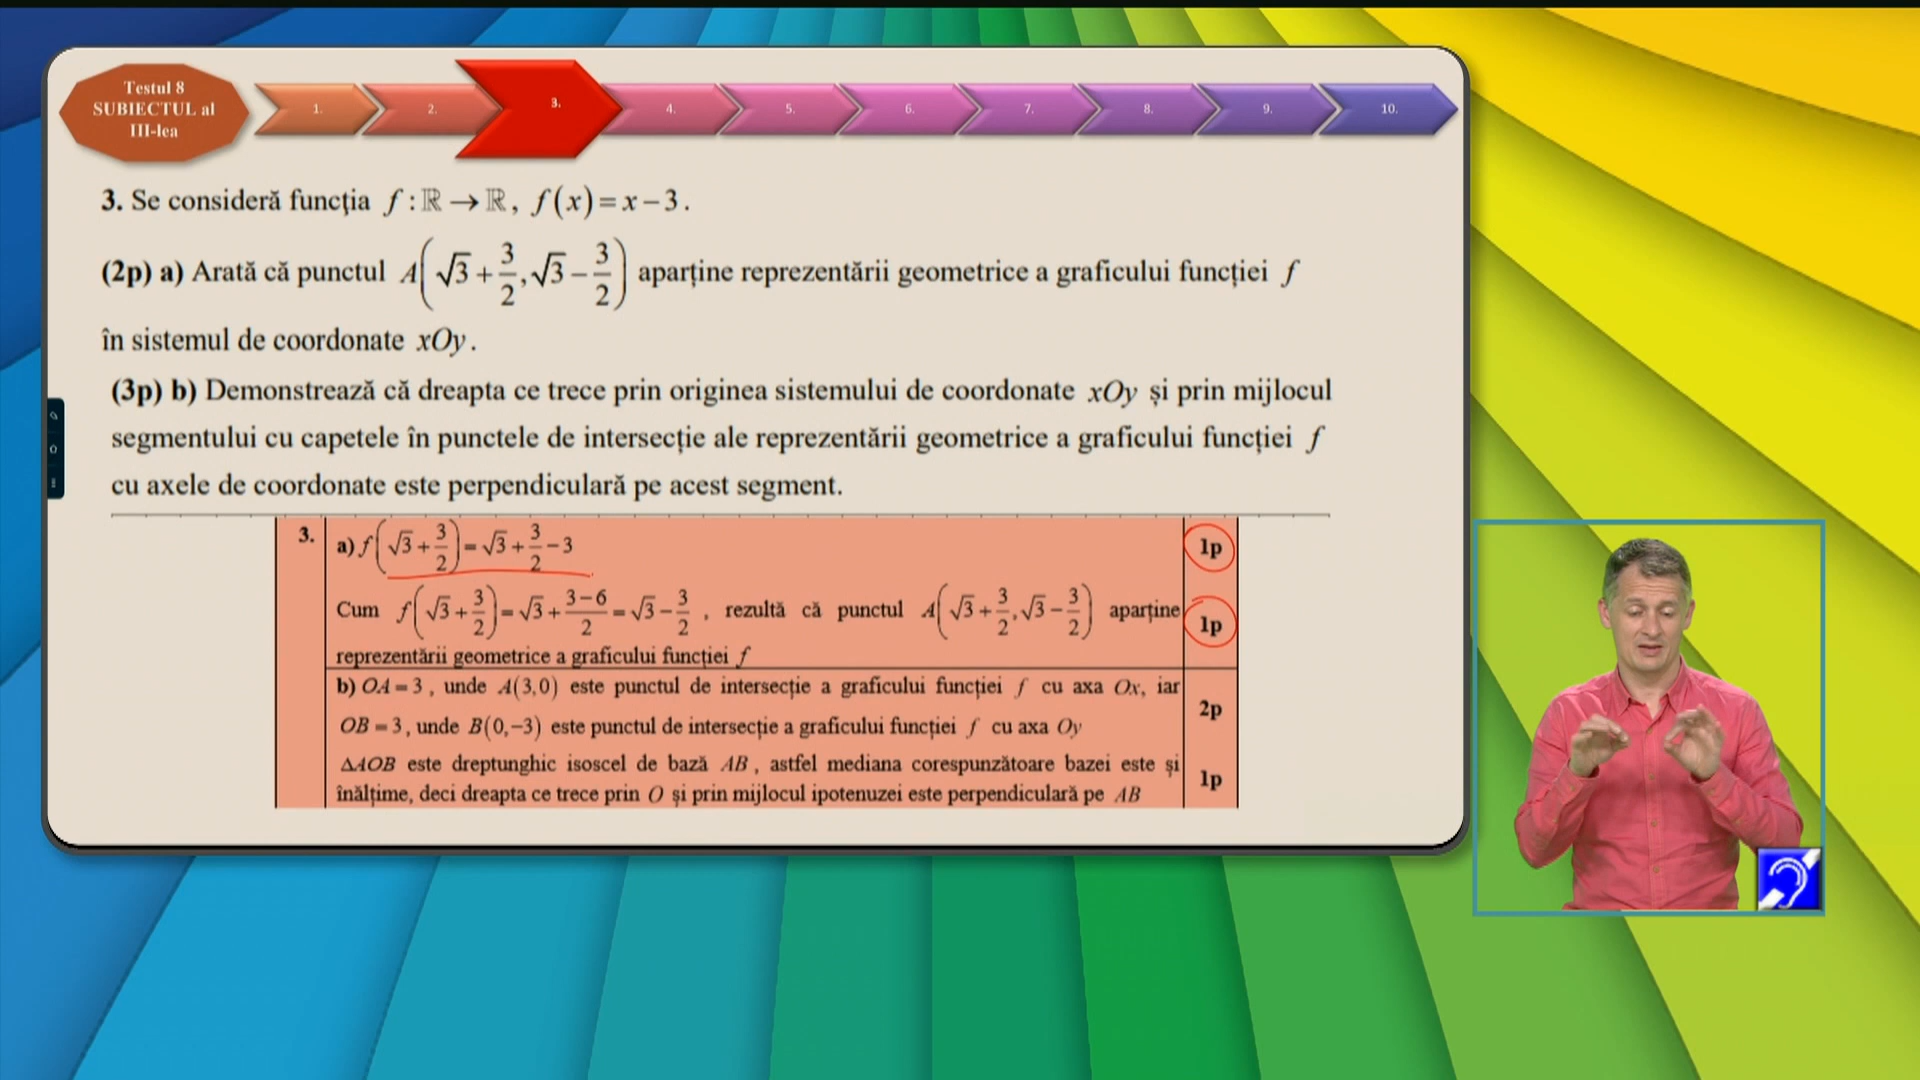 Testul 8
SUBIECTUL al
III-lea
1.
2.
3.
4.
5.
6.
7.
8.
9.
10.
3. Se consideră funcția f : ℝ → ℝ, f(x) = x − 3.
(2p) a) Arată că punctul A(√3 + 3/2, √3 − 3/2) aparține reprezentării geometrice a graficului funcției f
în sistemul de coordonate xOy.
(3p) b) Demonstrează că dreapta ce trece prin originea sistemului de coordonate xOy și prin mijlocul
segmentului cu capetele în punctele de intersecție ale reprezentării geometrice a graficului funcției f
cu axele de coordonate este perpendiculară pe acest segment.
3. a) f(√3 + 3/2) = √3 + 3/2 − 3 1p
Cum f(√3 + 3/2) = √3 + (3−6)/2 = √3 − 3/2 , rezultă că punctul A(√3 + 3/2, √3 − 3/2) aparține 1p
reprezentării geometrice a graficului funcției f
b) OA = 3 , unde A(3,0) este punctul de intersecție a graficului funcției f cu axa Ox, iar
2p
OB = 3 , unde B(0,−3) este punctul de intersecție a graficului funcției f cu axa Oy
ΔAOB este dreptunghic isoscel de bază AB , astfel mediana corespunzătoare bazei este și
1p
înălțime, deci dreapta ce trece prin O și prin mijlocul ipotenuzei este perpendiculară pe AB